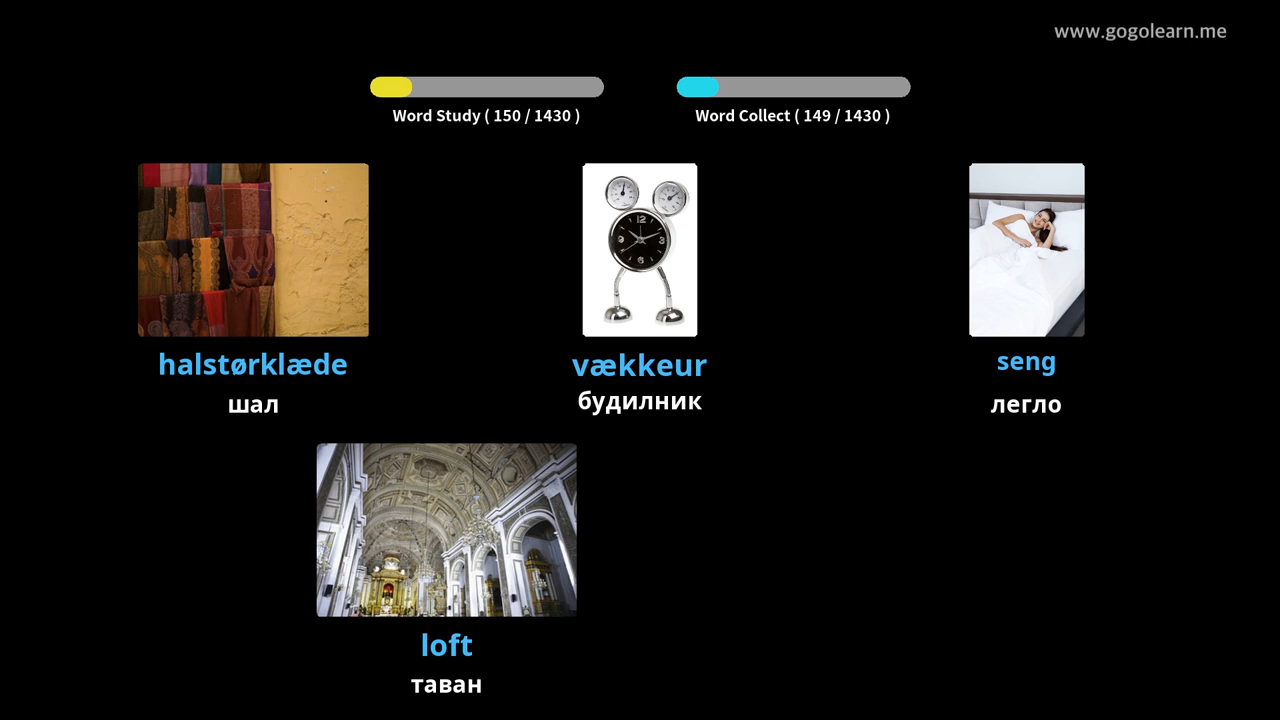 www.gogolearn.me
Word Study ( 150 / 1430 )
Word Collect ( 149 / 1430 )
halstørklæde
шал
vækkeur
будилник
seng
легло
loft
таван